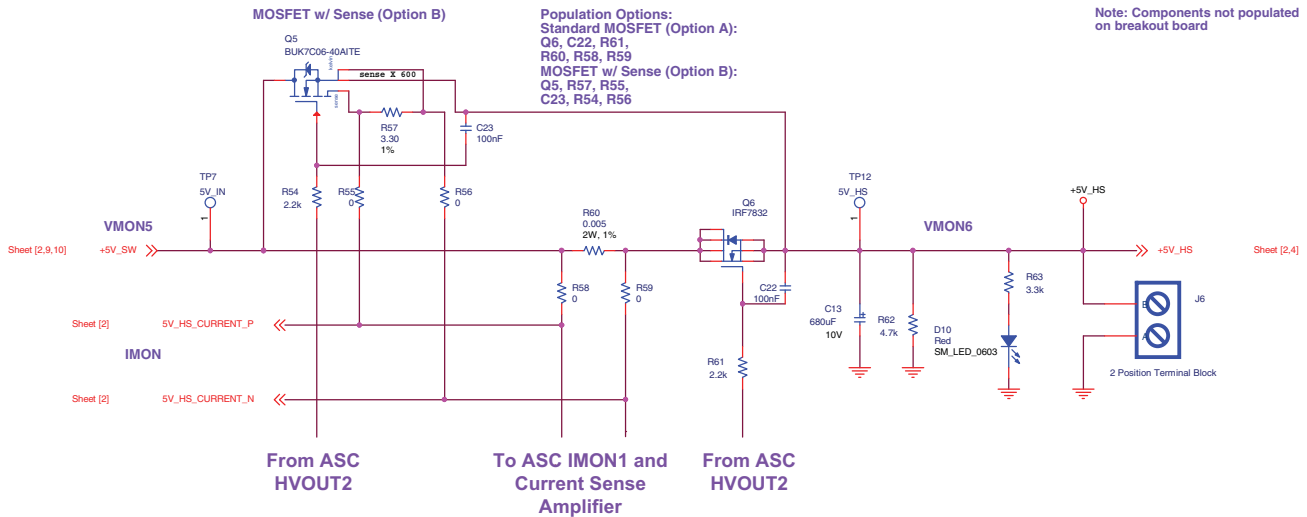 MOSFET w/ Sense (Option B)
Population Options:
Standard MOSFET (Option A):
Q6, C22, R61,
R60, R58, R59
MOSFET w/ Sense (Option B):
Q5, R57, R55,
C23, R54, R56
Note: Components not populated
on breakout board
Q5
BUK7C06-40AITE
kelvin
sense X 600
sense
R57
3.30
1%
C23
100nF
TP7
5V_IN
1
R54
2.2k
R55
0
R56
0
R60
0.005
2W, 1%
Q6
IRF7832
TP12
5V_HS
1
+5V_HS
VMON5
VMON6
Sheet [2,9,10]
+5V_SW
+5V_HS
Sheet [2,4]
R58
0
R59
0
C22
100nF
R63
3.3k
C13
680uF
10V
+
R62
4.7k
D10
Red
SM_LED_0603
J6
B
A
2 Position Terminal Block
Sheet [2]
5V_HS_CURRENT_P
IMON
R61
2.2k
Sheet [2]
5V_HS_CURRENT_N
From ASC
HVOUT2
To ASC IMON1 and
Current Sense
Amplifier
From ASC
HVOUT2